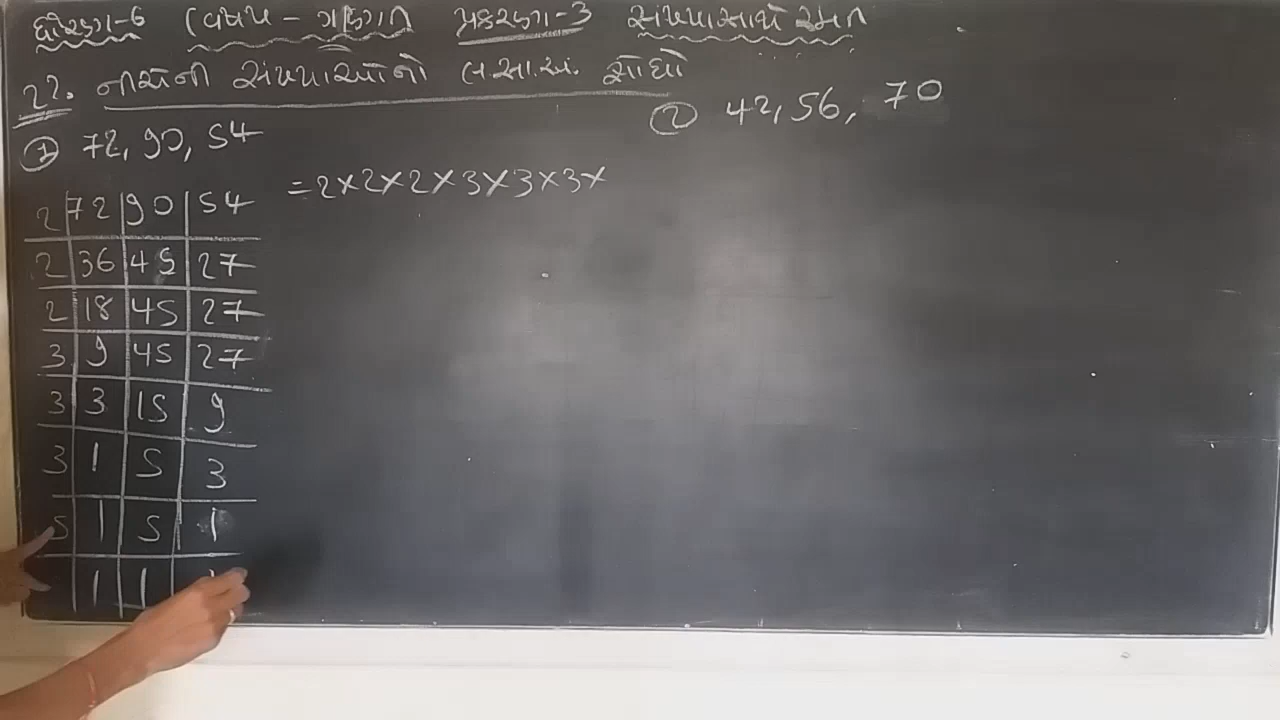 ધોરણ-6 વિષય - ગણિત પ્રકરણ-3 સંખ્યા સાથે રમત
22. નીચેની સંખ્યાઓનો લ.સા.અ. શોધો
① 72, 90, 54
② 42, 56, 70
= 2×2×2×3×3×3×
2 72 90 54
2 36 45 27
2 18 45 27
3 9 45 27
3 3 15 9
3 1 5 3
5 1 5 1
1 1 1